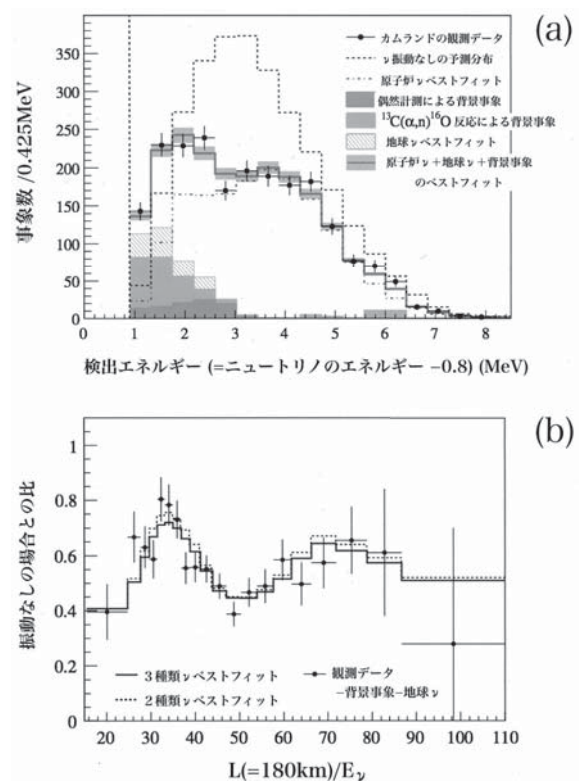 (a)
350
300
250
200
150
100
50
0
事象数/0.425MeV
カムランドの観測データ
ν振動なしの予測分布
原子炉νベストフィット
偶然計測による背景事象
¹³C(α,n)¹⁶O 反応による背景事象
地球νベストフィット
原子炉ν+地球ν+背景事象
のベストフィット
0 1 2 3 4 5 6 7 8
検出エネルギー (=ニュートリノのエネルギー −0.8) (MeV)
(b)
1
0.8
0.6
0.4
0.2
0
振動なしの場合との比
3種類νベストフィット
2種類νベストフィット
観測データ
−背景事象−地球ν
20 30 40 50 60 70 80 90 100 110
L(=180km)/Eν